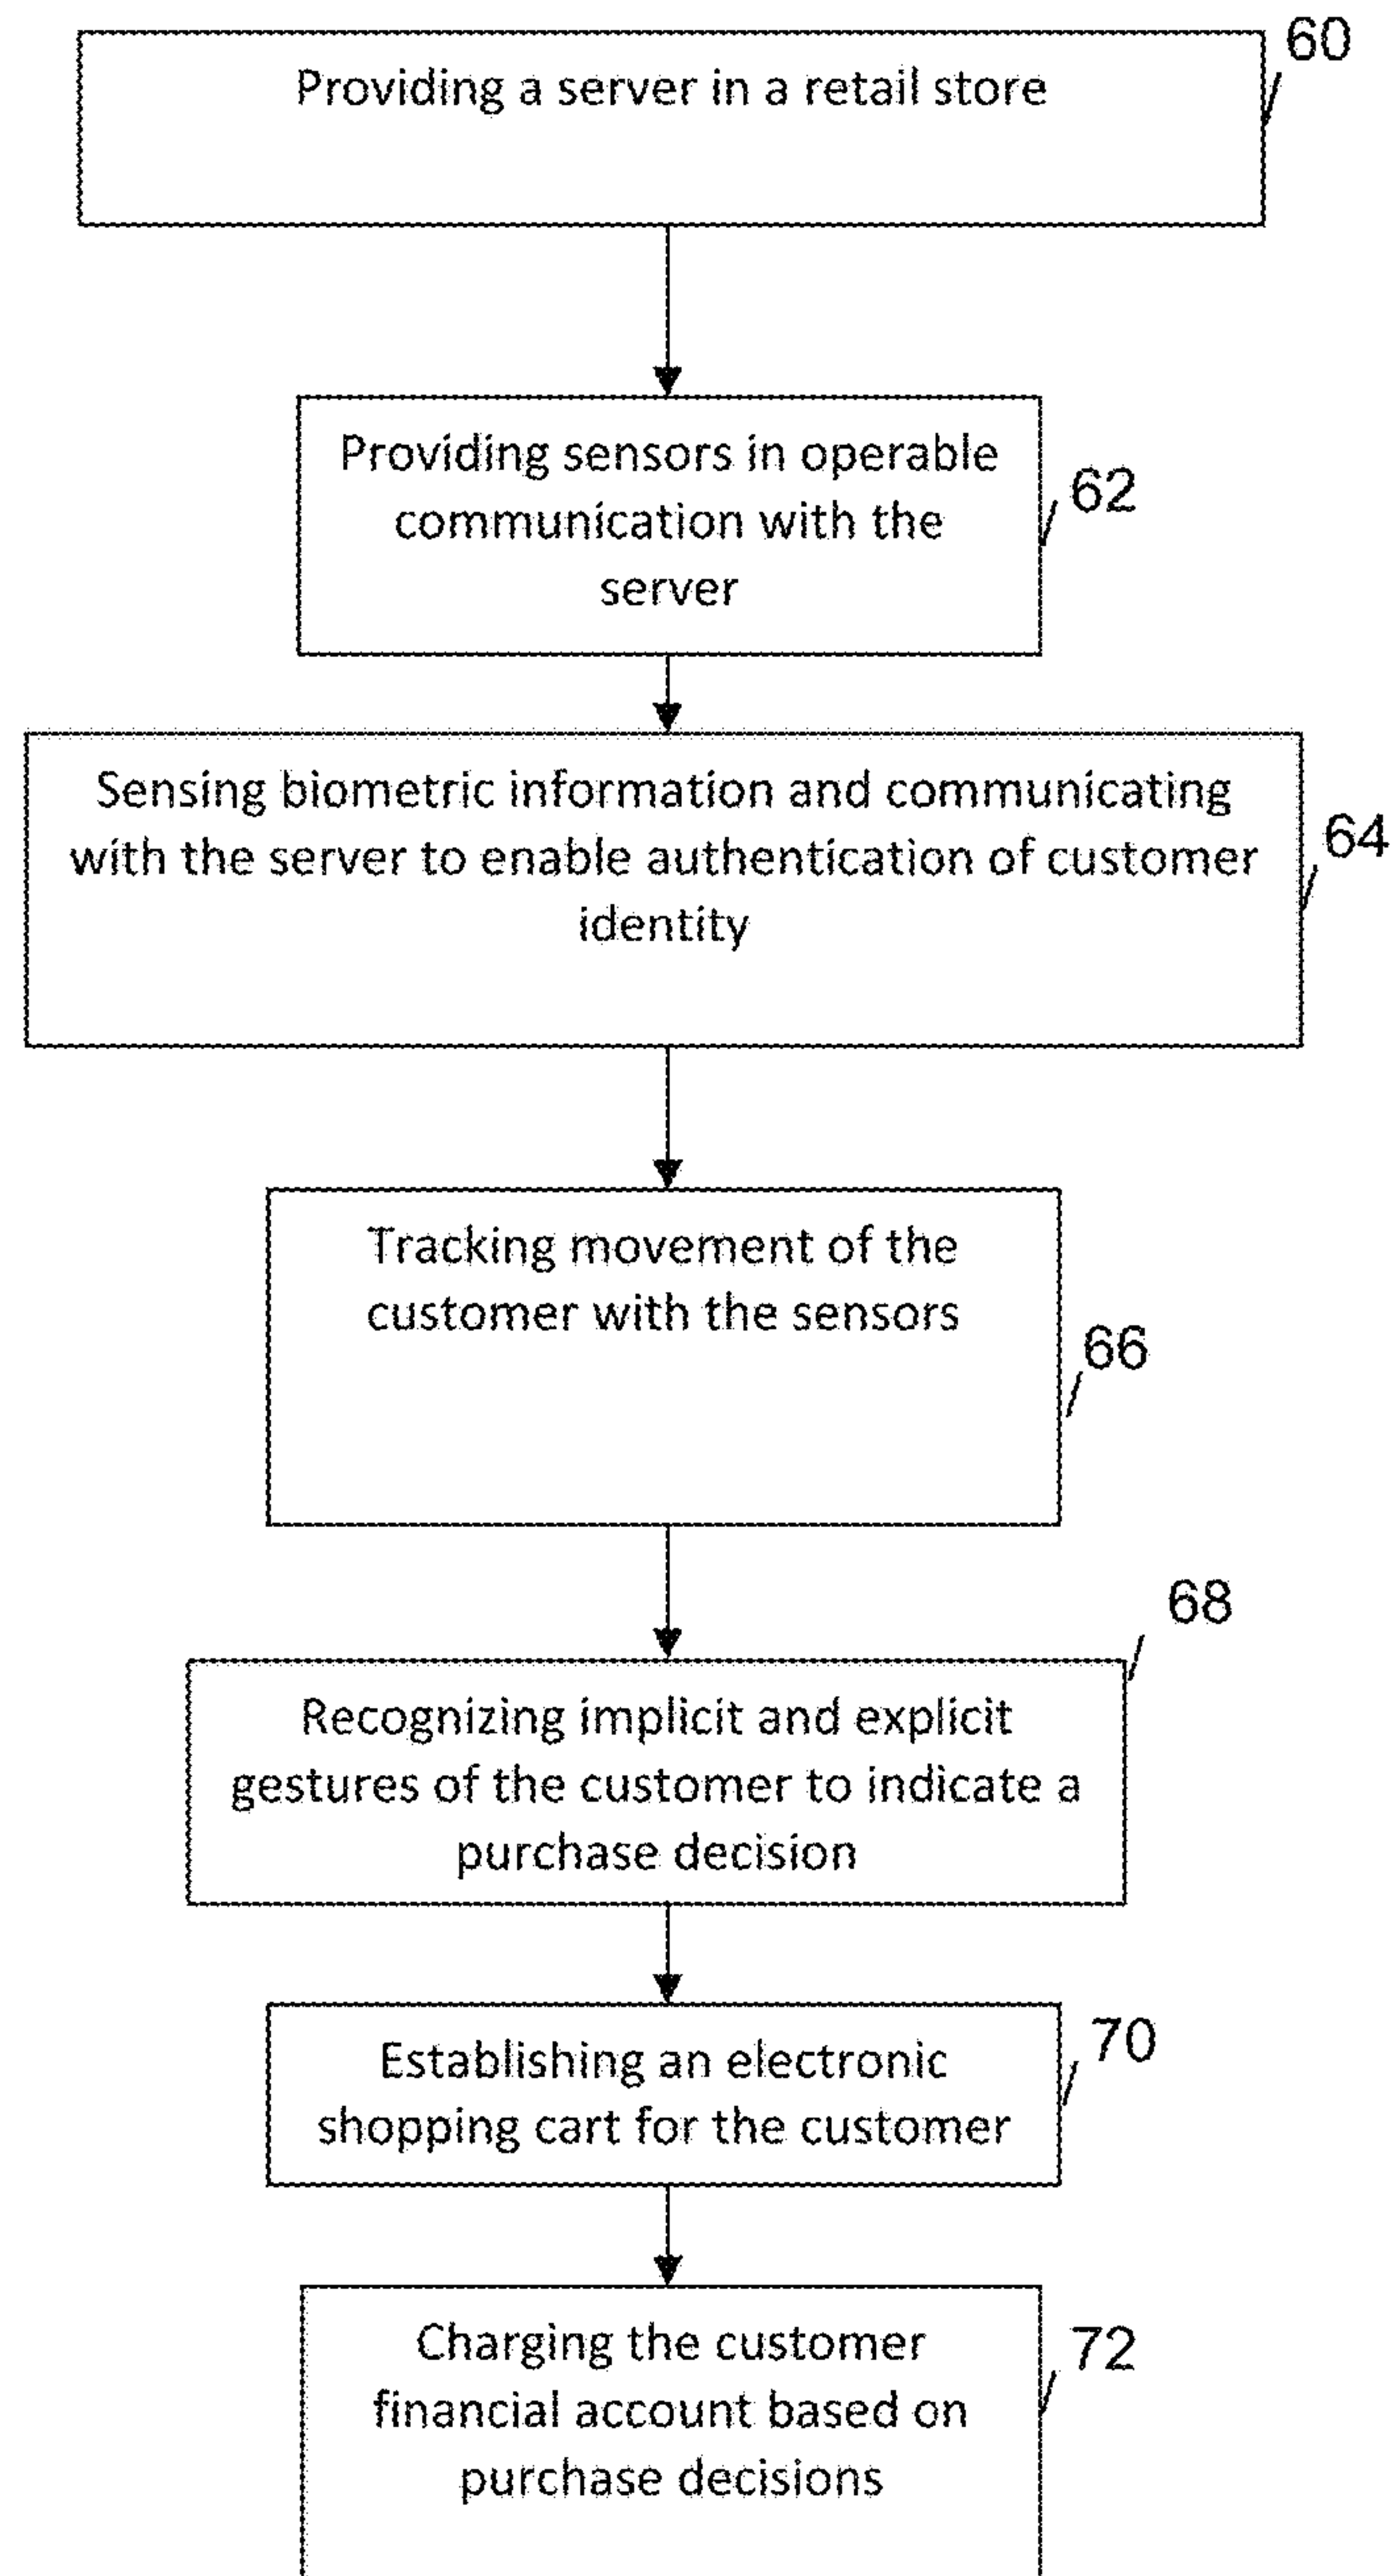 60
Providing a server in a retail store
Providing sensors in operable
communication with the
server
62
Sensing biometric information and communicating
with the server to enable authentication of customer
identity
64
Tracking movement of the
customer with the sensors
66
68
Recognizing implicit and explicit
gestures of the customer to indicate a
purchase decision
Establishing an electronic
shopping cart for the customer
70
Charging the customer
financial account based on
purchase decisions
72